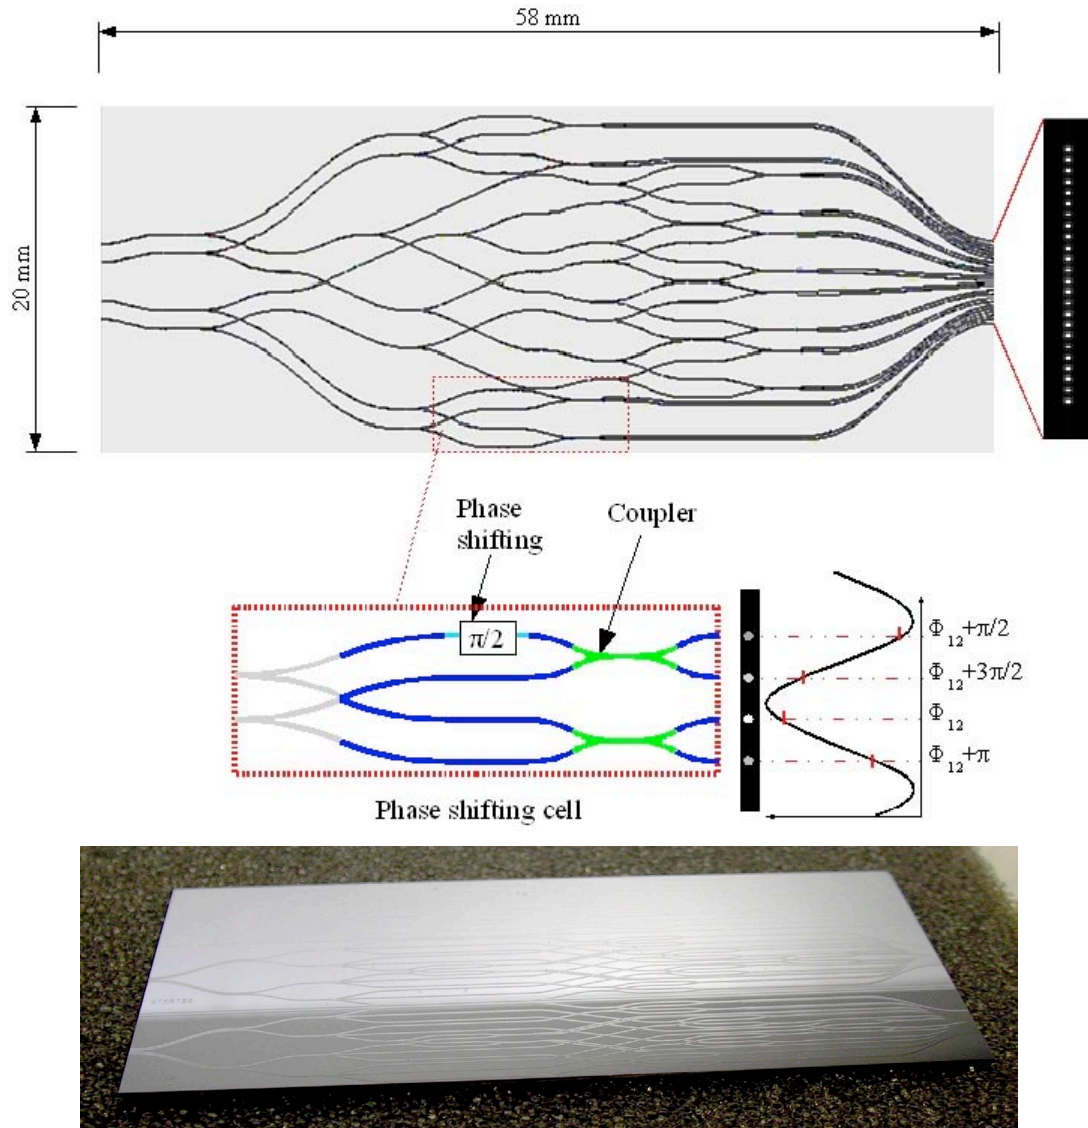 58 mm
20 mm
Phase
shifting
Coupler
π/2
Φ12+π/2
Φ12+3π/2
Φ12
Φ12+π
Phase shifting cell